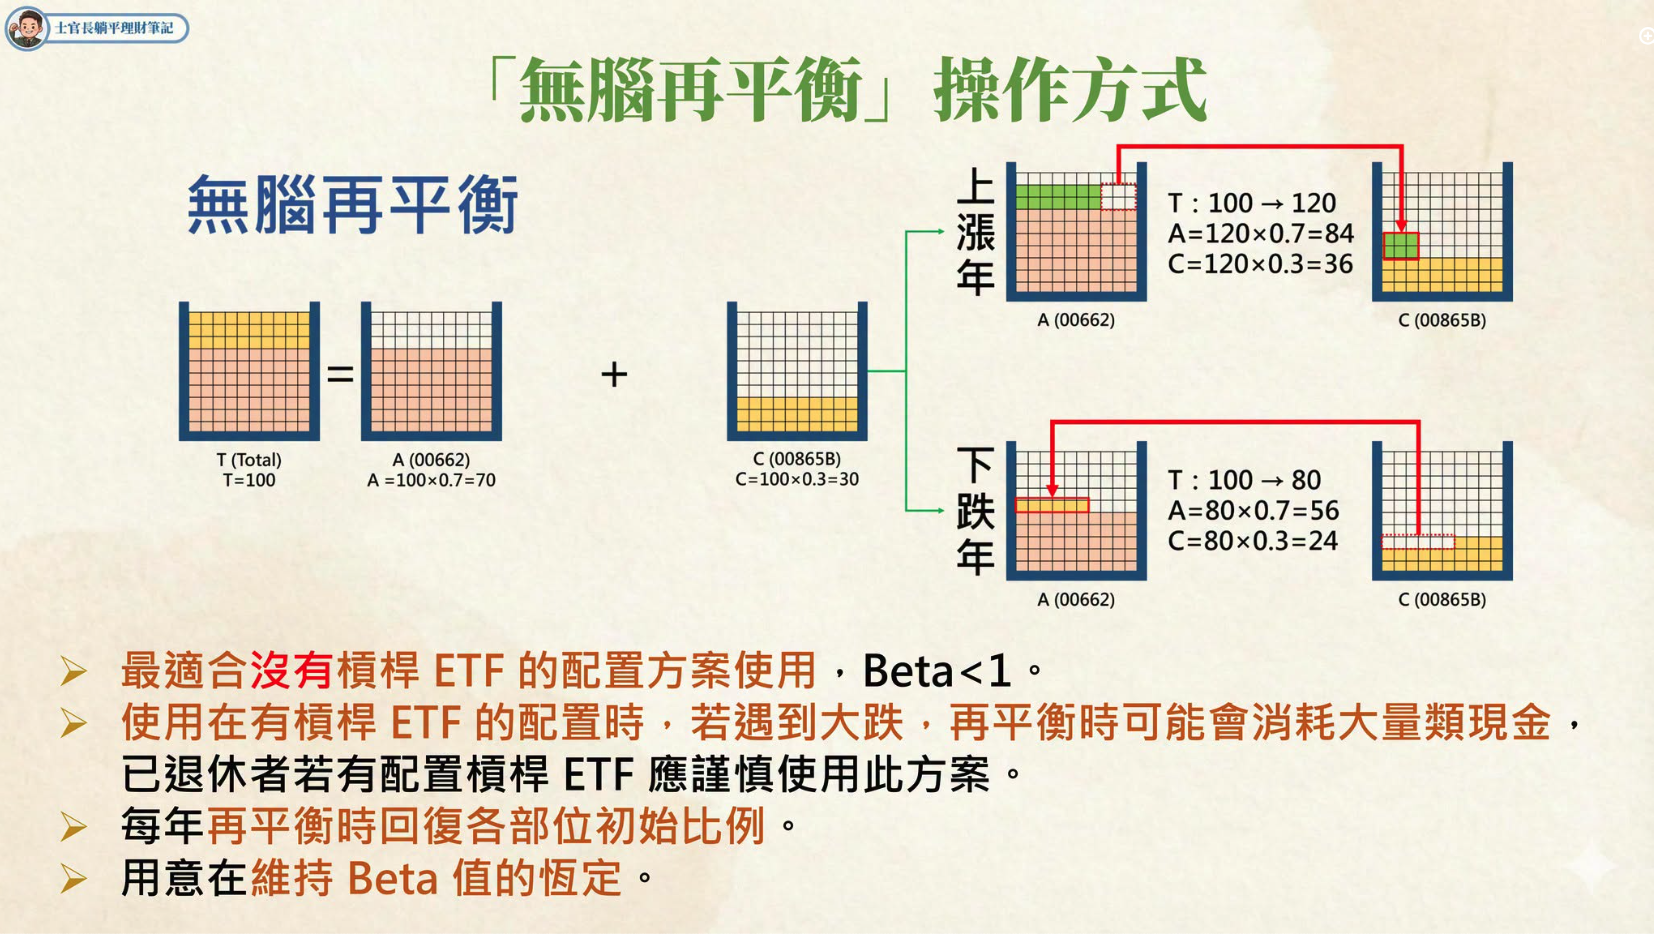 士官長躺平理財筆記
「無腦再平衡」操作方式
無腦再平衡
T (Total)
T=100
=
A (00662)
A =100×0.7=70
+
C (00865B)
C=100×0.3=30
上漲年
A (00662)
T：100→120
A=120×0.7=84
C=120×0.3=36
C (00865B)
下跌年
A (00662)
T：100→80
A=80×0.7=56
C=80×0.3=24
C (00865B)
➢ 最適合沒有槓桿 ETF 的配置方案使用，Beta<1。
➢ 使用在有槓桿 ETF 的配置時，若遇到大跌，再平衡時可能會消耗大量類現金，
已退休者若有配置槓桿 ETF 應謹慎使用此方案。
➢ 每年再平衡時回復各部位初始比例。
➢ 用意在維持 Beta 值的恆定。